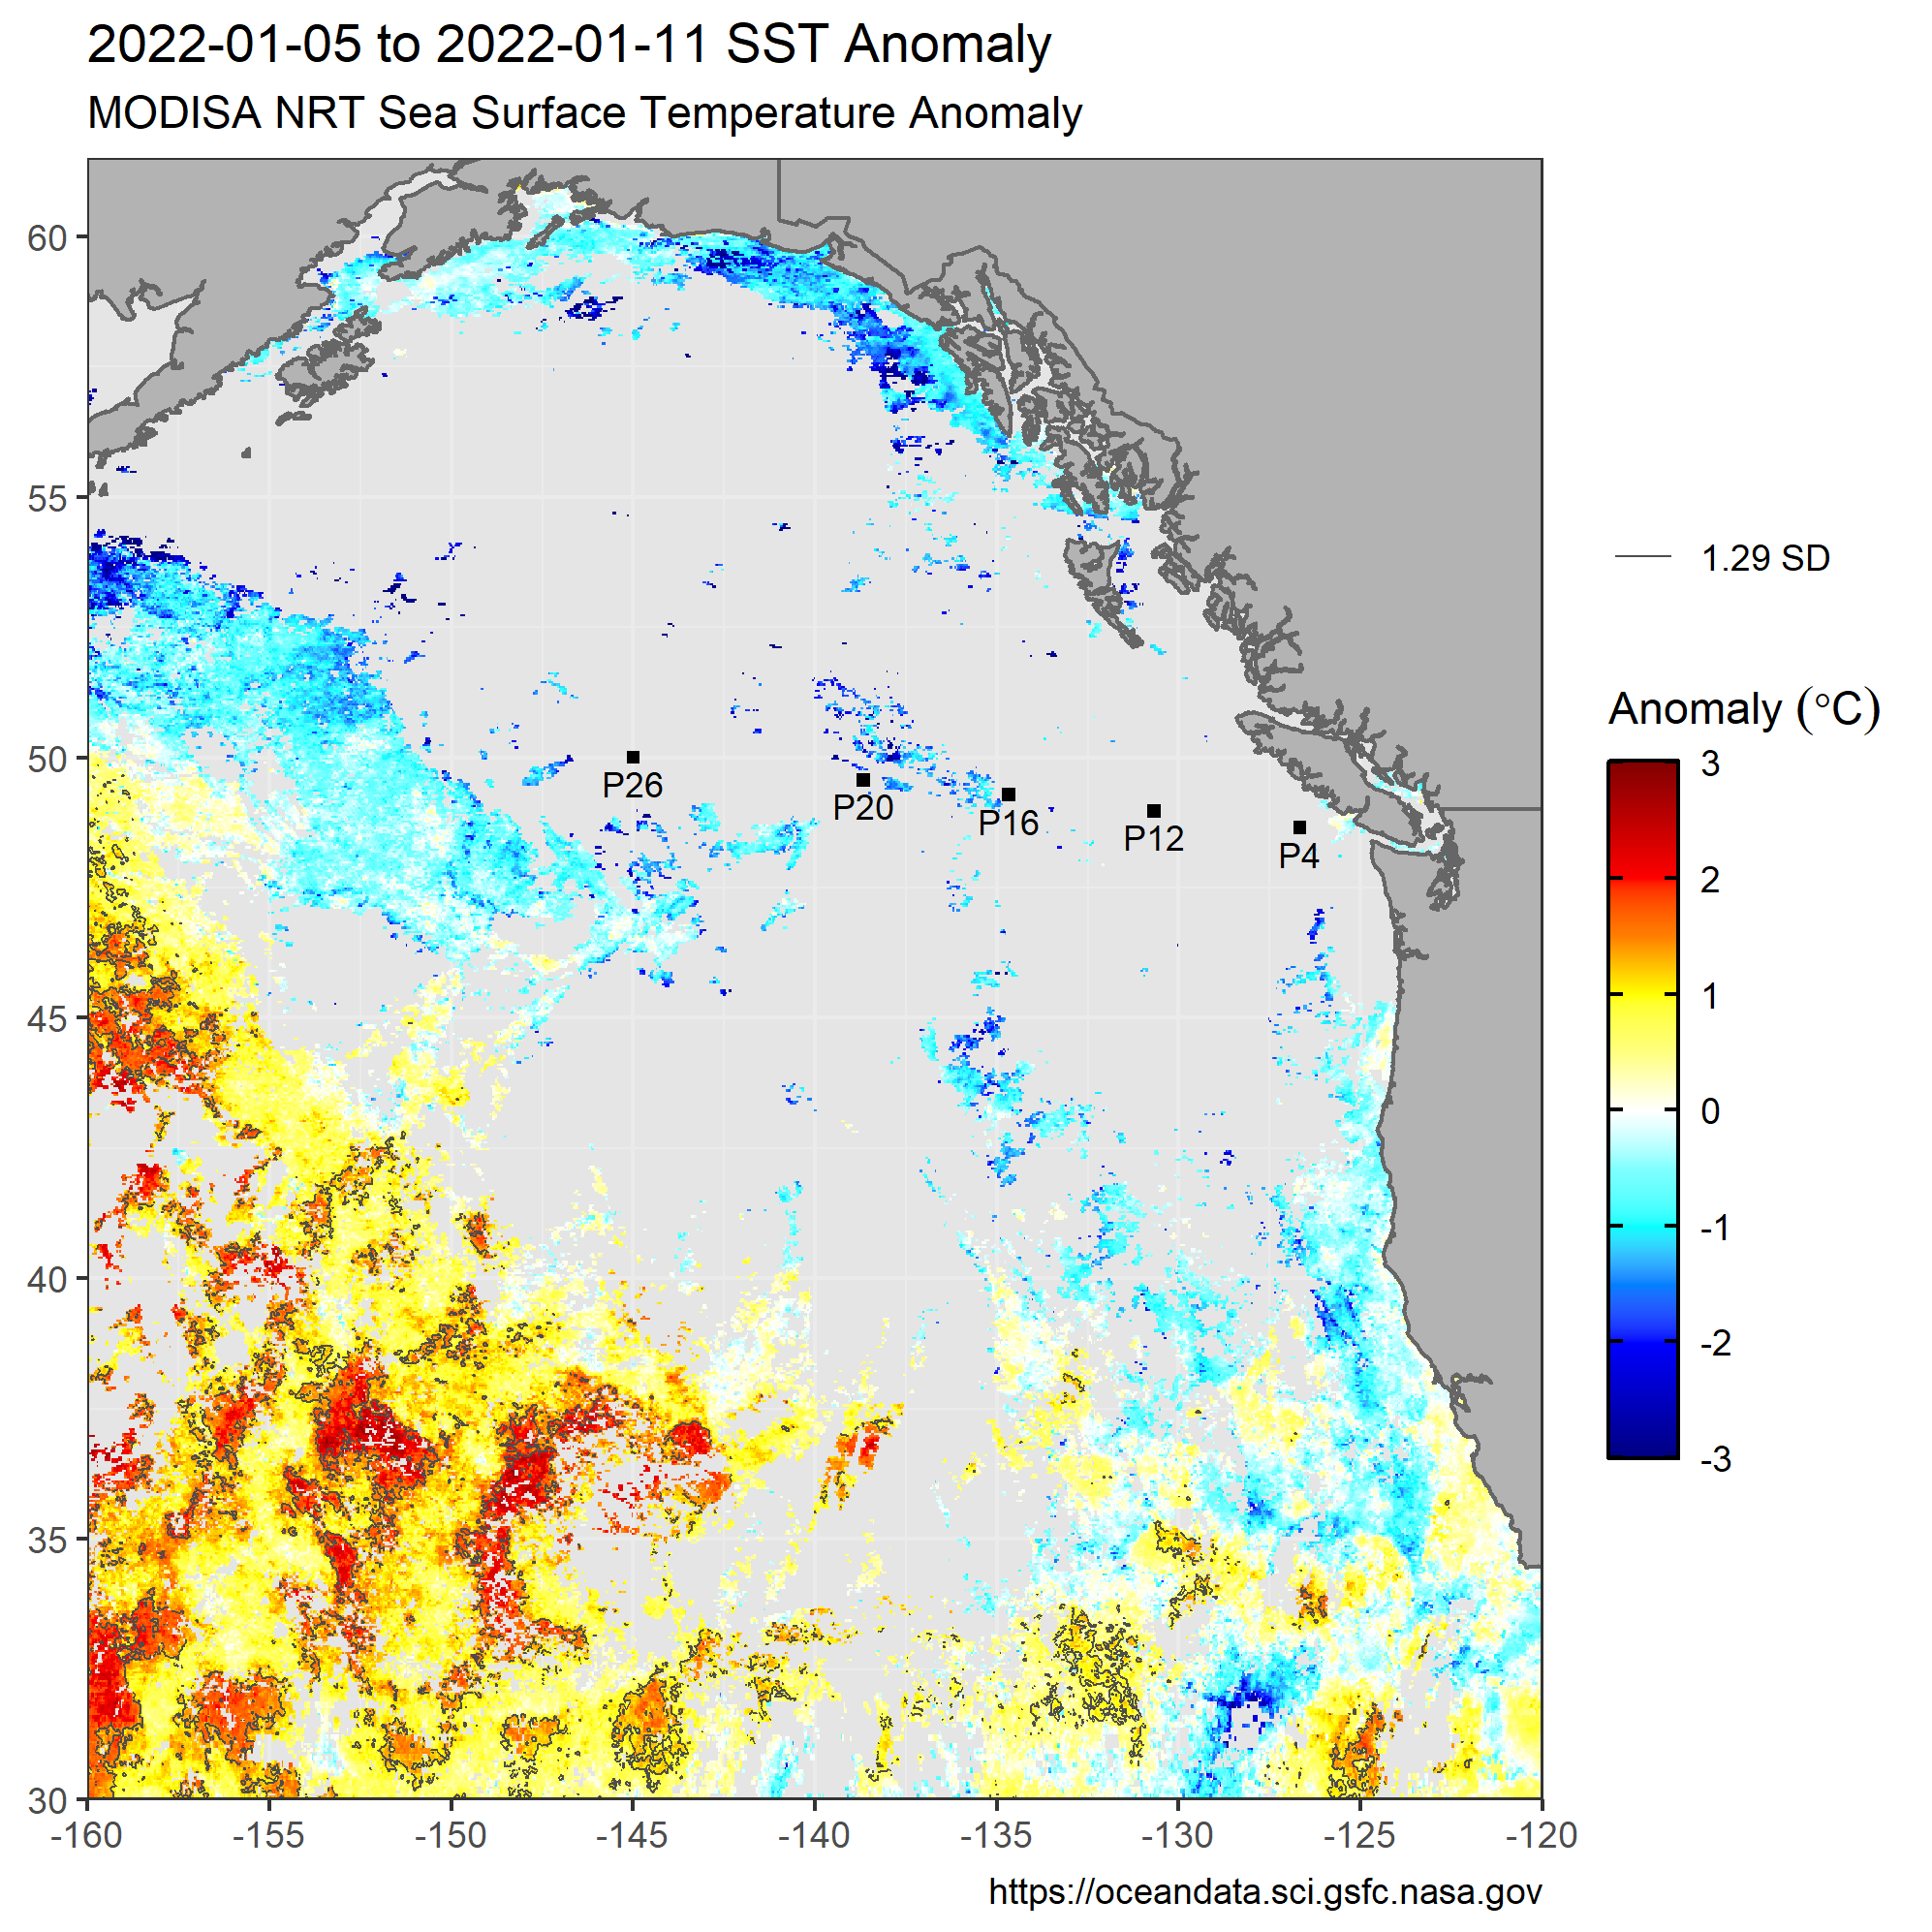 2022-01-05 to 2022-01-11 SST Anomaly
MODISA NRT Sea Surface Temperature Anomaly
60
55
50
45
40
35
30
-160
-155
-150
-145
-140
-135
-130
-125
-120
P26
P20
P16
P12
P4
1.29 SD
Anomaly (°C)
3
2
1
0
-1
-2
-3
https://oceandata.sci.gsfc.nasa.gov